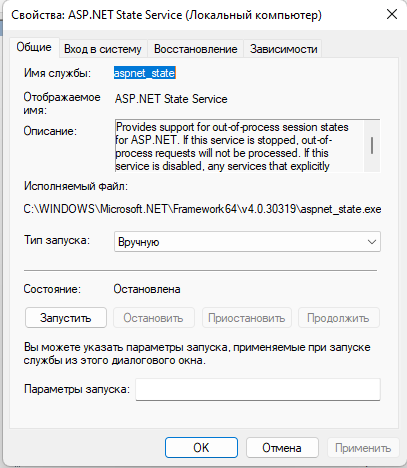 Свойства: ASP.NET State Service (Локальный компьютер)
Общие Вход в систему Восстановление Зависимости
Имя службы: aspnet_state
Отображаемое имя: ASP.NET State Service
Описание: Provides support for out-of-process session states
for ASP.NET. If this service is stopped, out-of-
process requests will not be processed. If this
service is disabled, any services that explicitly
Исполняемый файл:
C:\WINDOWS\Microsoft.NET\Framework64\v4.0.30319\aspnet_state.exe
Тип запуска: Вручную
Состояние: Остановлена
Запустить Остановить Приостановить Продолжить
Вы можете указать параметры запуска, применяемые при запуске
службы из этого диалогового окна.
Параметры запуска:
OK Отмена Применить